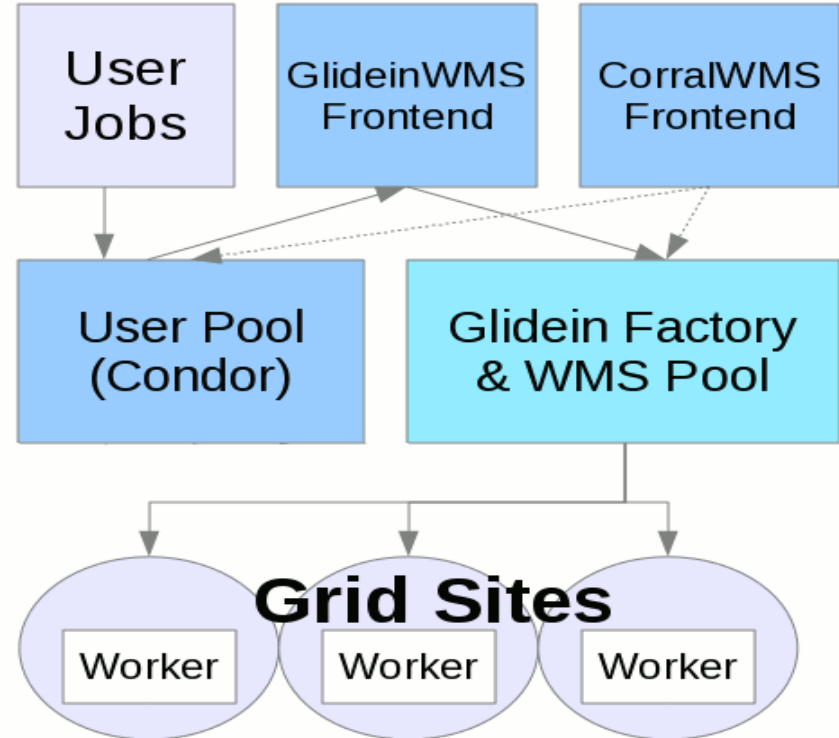 User
Jobs
GlideinWMS
Frontend
CorralWMS
Frontend
User Pool
(Condor)
Glidein Factory
& WMS Pool
Grid Sites
Worker
Worker
Worker